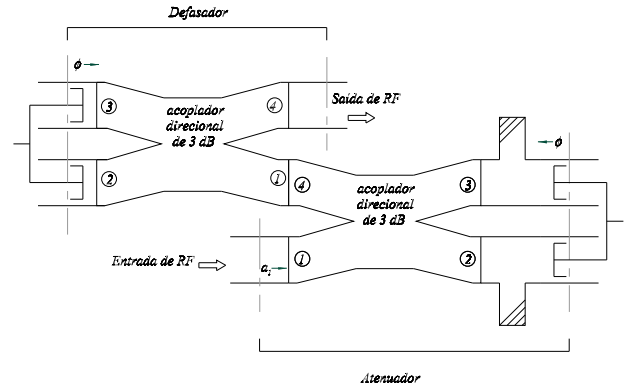 Defasador
ϕ
3
4
acoplador
direcional
de 3 dB
Saída de RF
2
1
ϕ
4
3
acoplador
direcional
de 3 dB
Entrada de RF
a_i
1
2
Atenuador